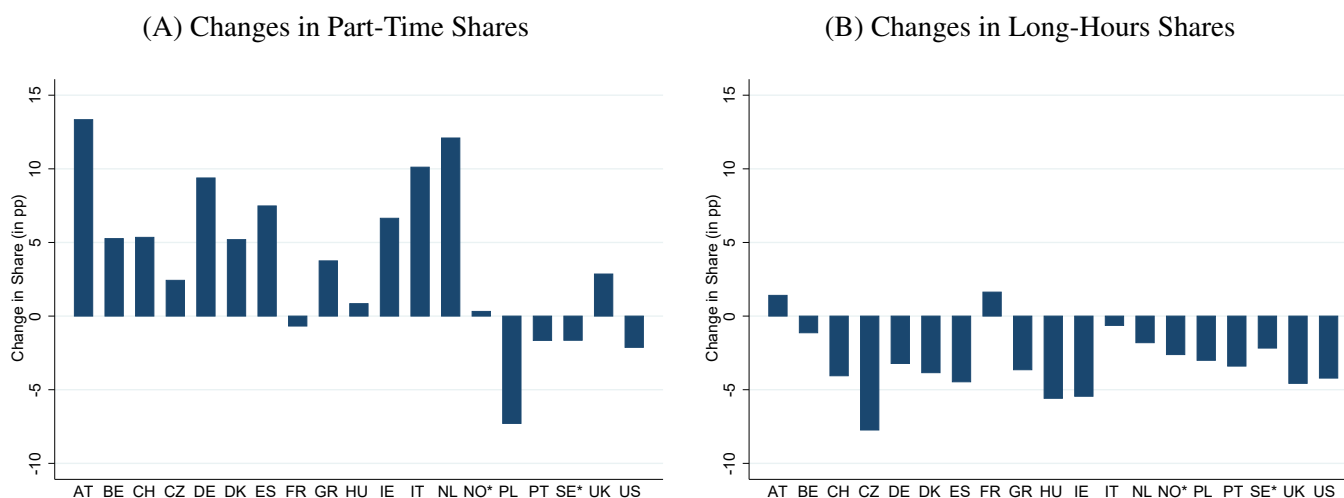 (A) Changes in Part-Time Shares
Change in Share (in pp)
15
10
5
0
-5
-10
AT BE CH CZ DE DK ES FR GR HU IE IT NL NO* PL PT SE* UK US
(B) Changes in Long-Hours Shares
Change in Share (in pp)
15
10
5
0
-5
-10
AT BE CH CZ DE DK ES FR GR HU IE IT NL NO* PL PT SE* UK US